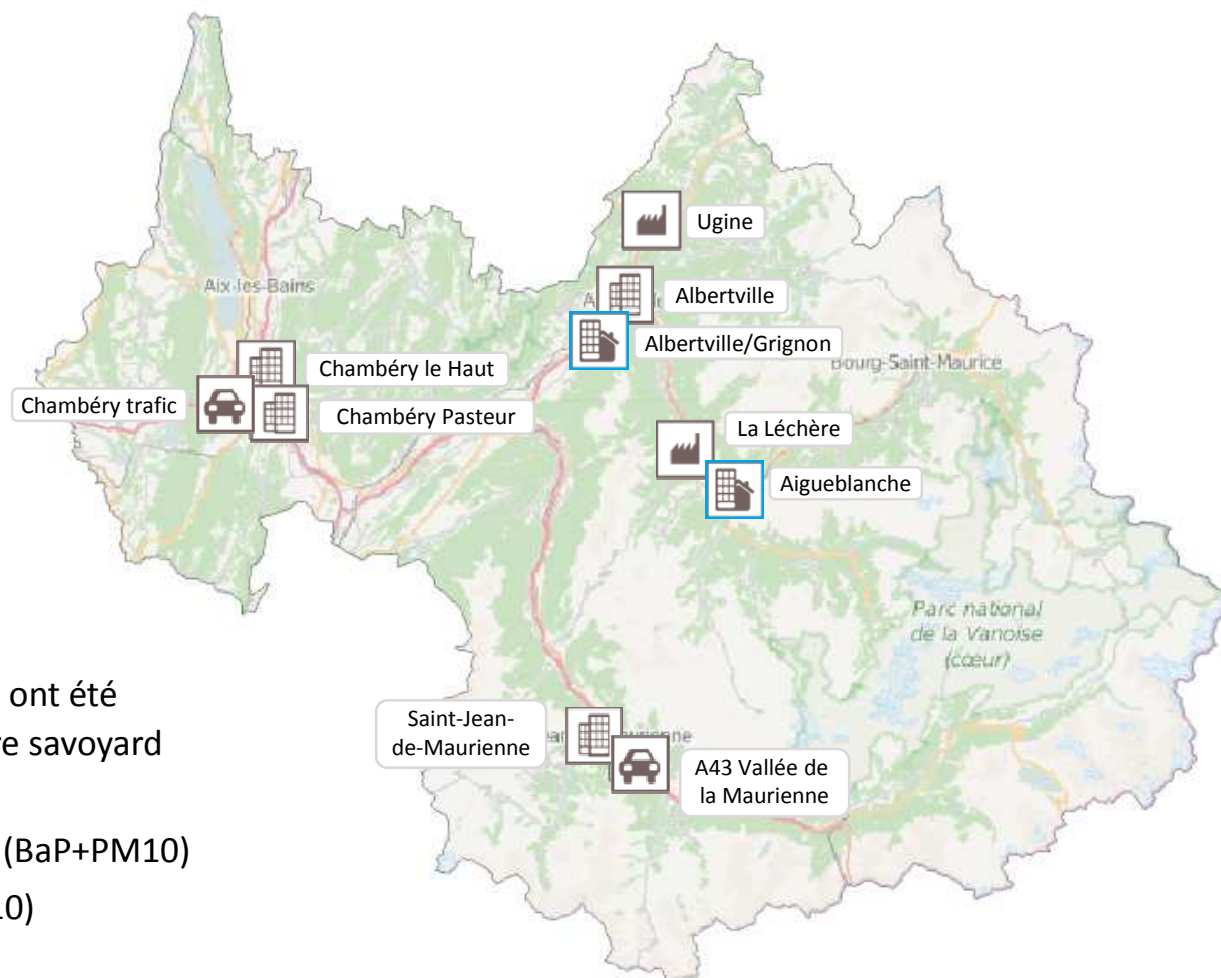 Ugine
Aix-les-Bains
Albertville
Albertville/Grignon
Bourg-Saint-Maurice
Chambéry le Haut
Chambéry trafic
Chambéry Pasteur
La Léchère
Aigueblanche
Parc national
de la Vanoise
(cœur)
ont été
re savoyard
Saint-Jean-
de-Maurienne
A43 Vallée de
la Maurienne
(BaP+PM10)